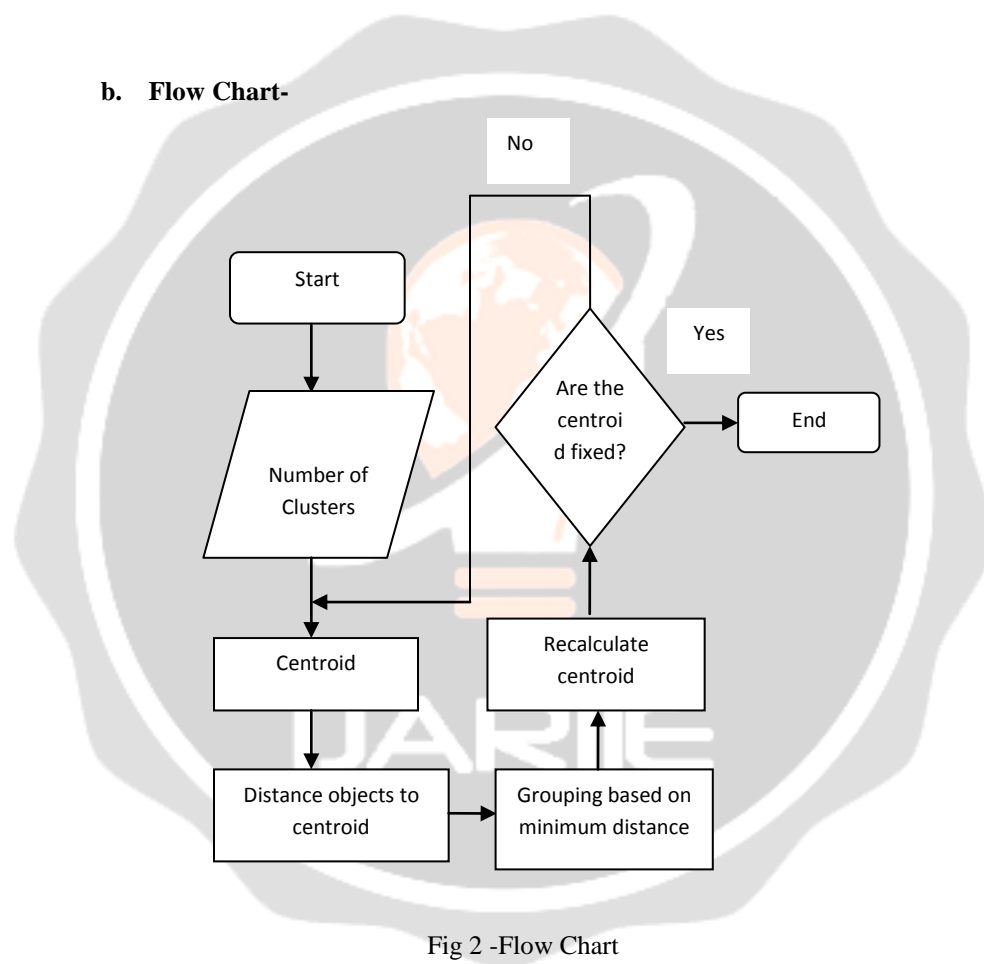 b. Flow Chart-
No
Start
Yes
Are the
centroi
d fixed?
End
Number of
Clusters
Recalculate
centroid
Centroid
Distance objects to
centroid
Grouping based on
minimum distance
IJARIIE
Fig 2 -Flow Chart